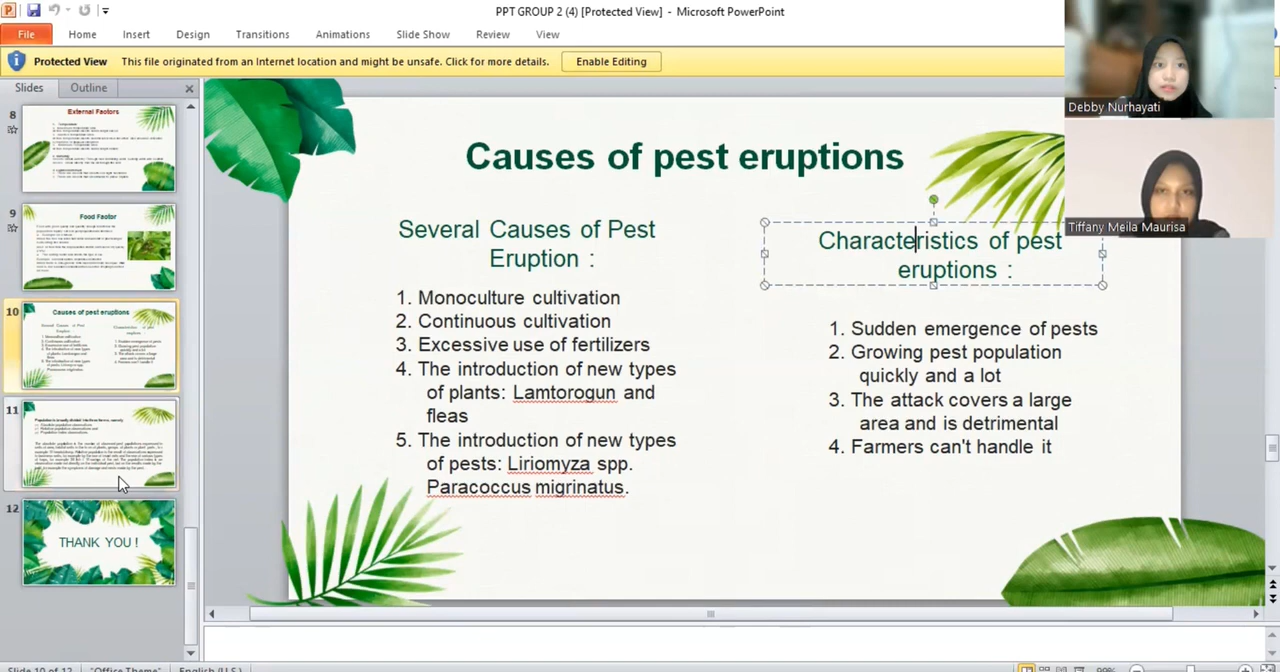 PPT GROUP 2 (4) [Protected View] - Microsoft PowerPoint
File Home Insert Design Transitions Animations Slide Show Review View
Protected View This file originated from an Internet location and might be unsafe. Click for more details. Enable Editing
Slides Outline
8
External Factors
9
Food Factor
10
Causes of pest eruptions
11
12
THANK YOU !
Causes of pest eruptions
Several Causes of Pest
Eruption :
1. Monoculture cultivation
2. Continuous cultivation
3. Excessive use of fertilizers
4. The introduction of new types
of plants: Lamtorogun and
fleas
5. The introduction of new types
of pests: Liriomyza spp.
Paracoccus migrinatus.
Characteristics of pest
eruptions :
1. Sudden emergence of pests
2. Growing pest population
quickly and a lot
3. The attack covers a large
area and is detrimental
4. Farmers can't handle it
Debby Nurhayati
Tiffany Meila Maurisa
Slide 10 of 12 "Office Theme" English (U.S.) 99%